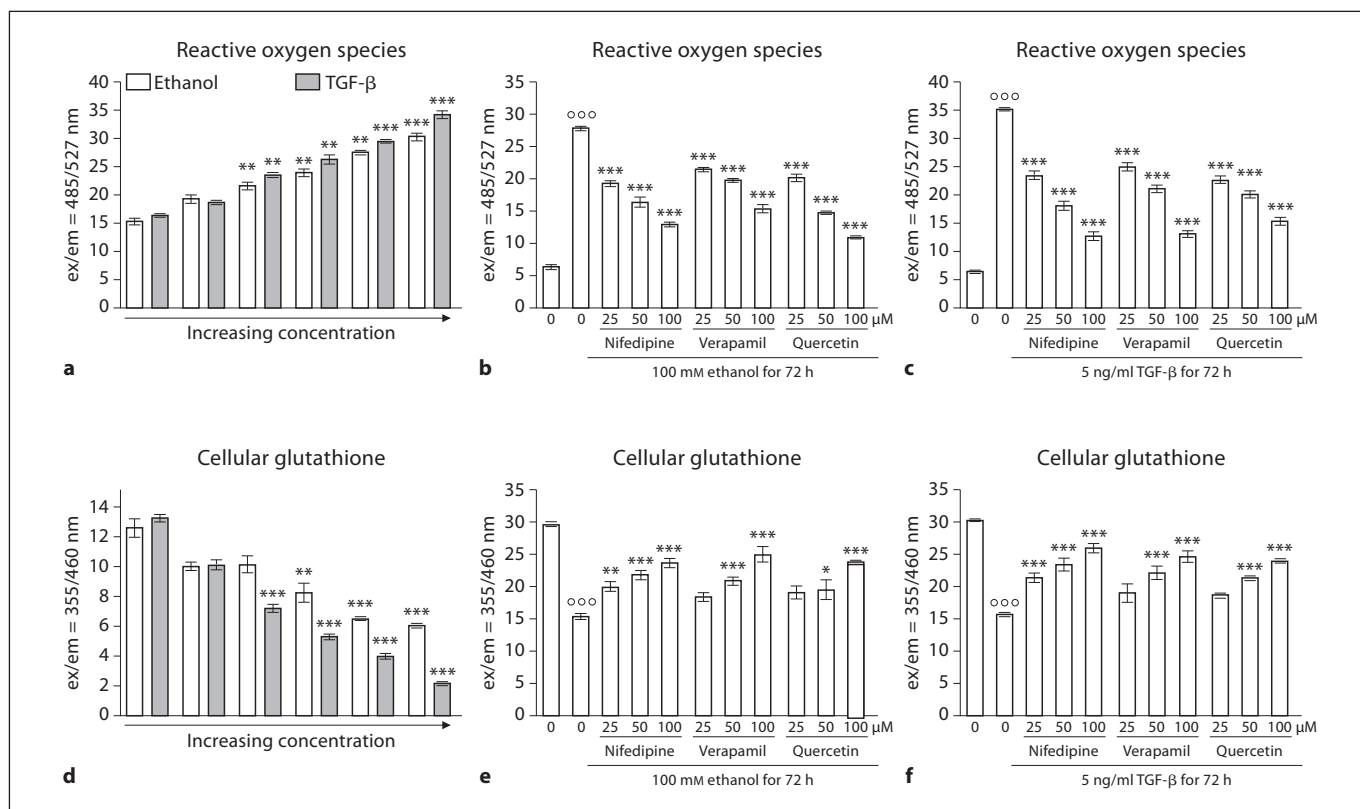 Reactive oxygen species
ex/em = 485/527 nm
40
35
30
25
20
15
10
5
0
Ethanol
TGF-β
** ** ** ** ** *** *** ***
Increasing concentration
a
Reactive oxygen species
ex/em = 485/527 nm
35
30
25
20
15
10
5
0
○○○ *** *** *** *** *** *** *** *** ***
0 0 25 50 100 25 50 100 25 50 100 µM
Nifedipine Verapamil Quercetin
100 mM ethanol for 72 h
b
Reactive oxygen species
ex/em = 485/527 nm
40
35
30
25
20
15
10
5
0
○○○ *** *** *** *** *** *** *** *** ***
0 0 25 50 100 25 50 100 25 50 100 µM
Nifedipine Verapamil Quercetin
5 ng/ml TGF-β for 72 h
c
Cellular glutathione
ex/em = 355/460 nm
14
12
10
8
6
4
2
0
*** ** *** *** *** *** ***
Increasing concentration
d
Cellular glutathione
ex/em = 355/460 nm
35
30
25
20
15
10
5
0
○○○ ** *** *** *** *** * ***
0 0 25 50 100 25 50 100 25 50 100 µM
Nifedipine Verapamil Quercetin
100 mM ethanol for 72 h
e
Cellular glutathione
ex/em = 355/460 nm
35
30
25
20
15
10
5
0
○○○ *** *** *** *** *** *** ***
0 0 25 50 100 25 50 100 25 50 100 µM
Nifedipine Verapamil Quercetin
5 ng/ml TGF-β for 72 h
f